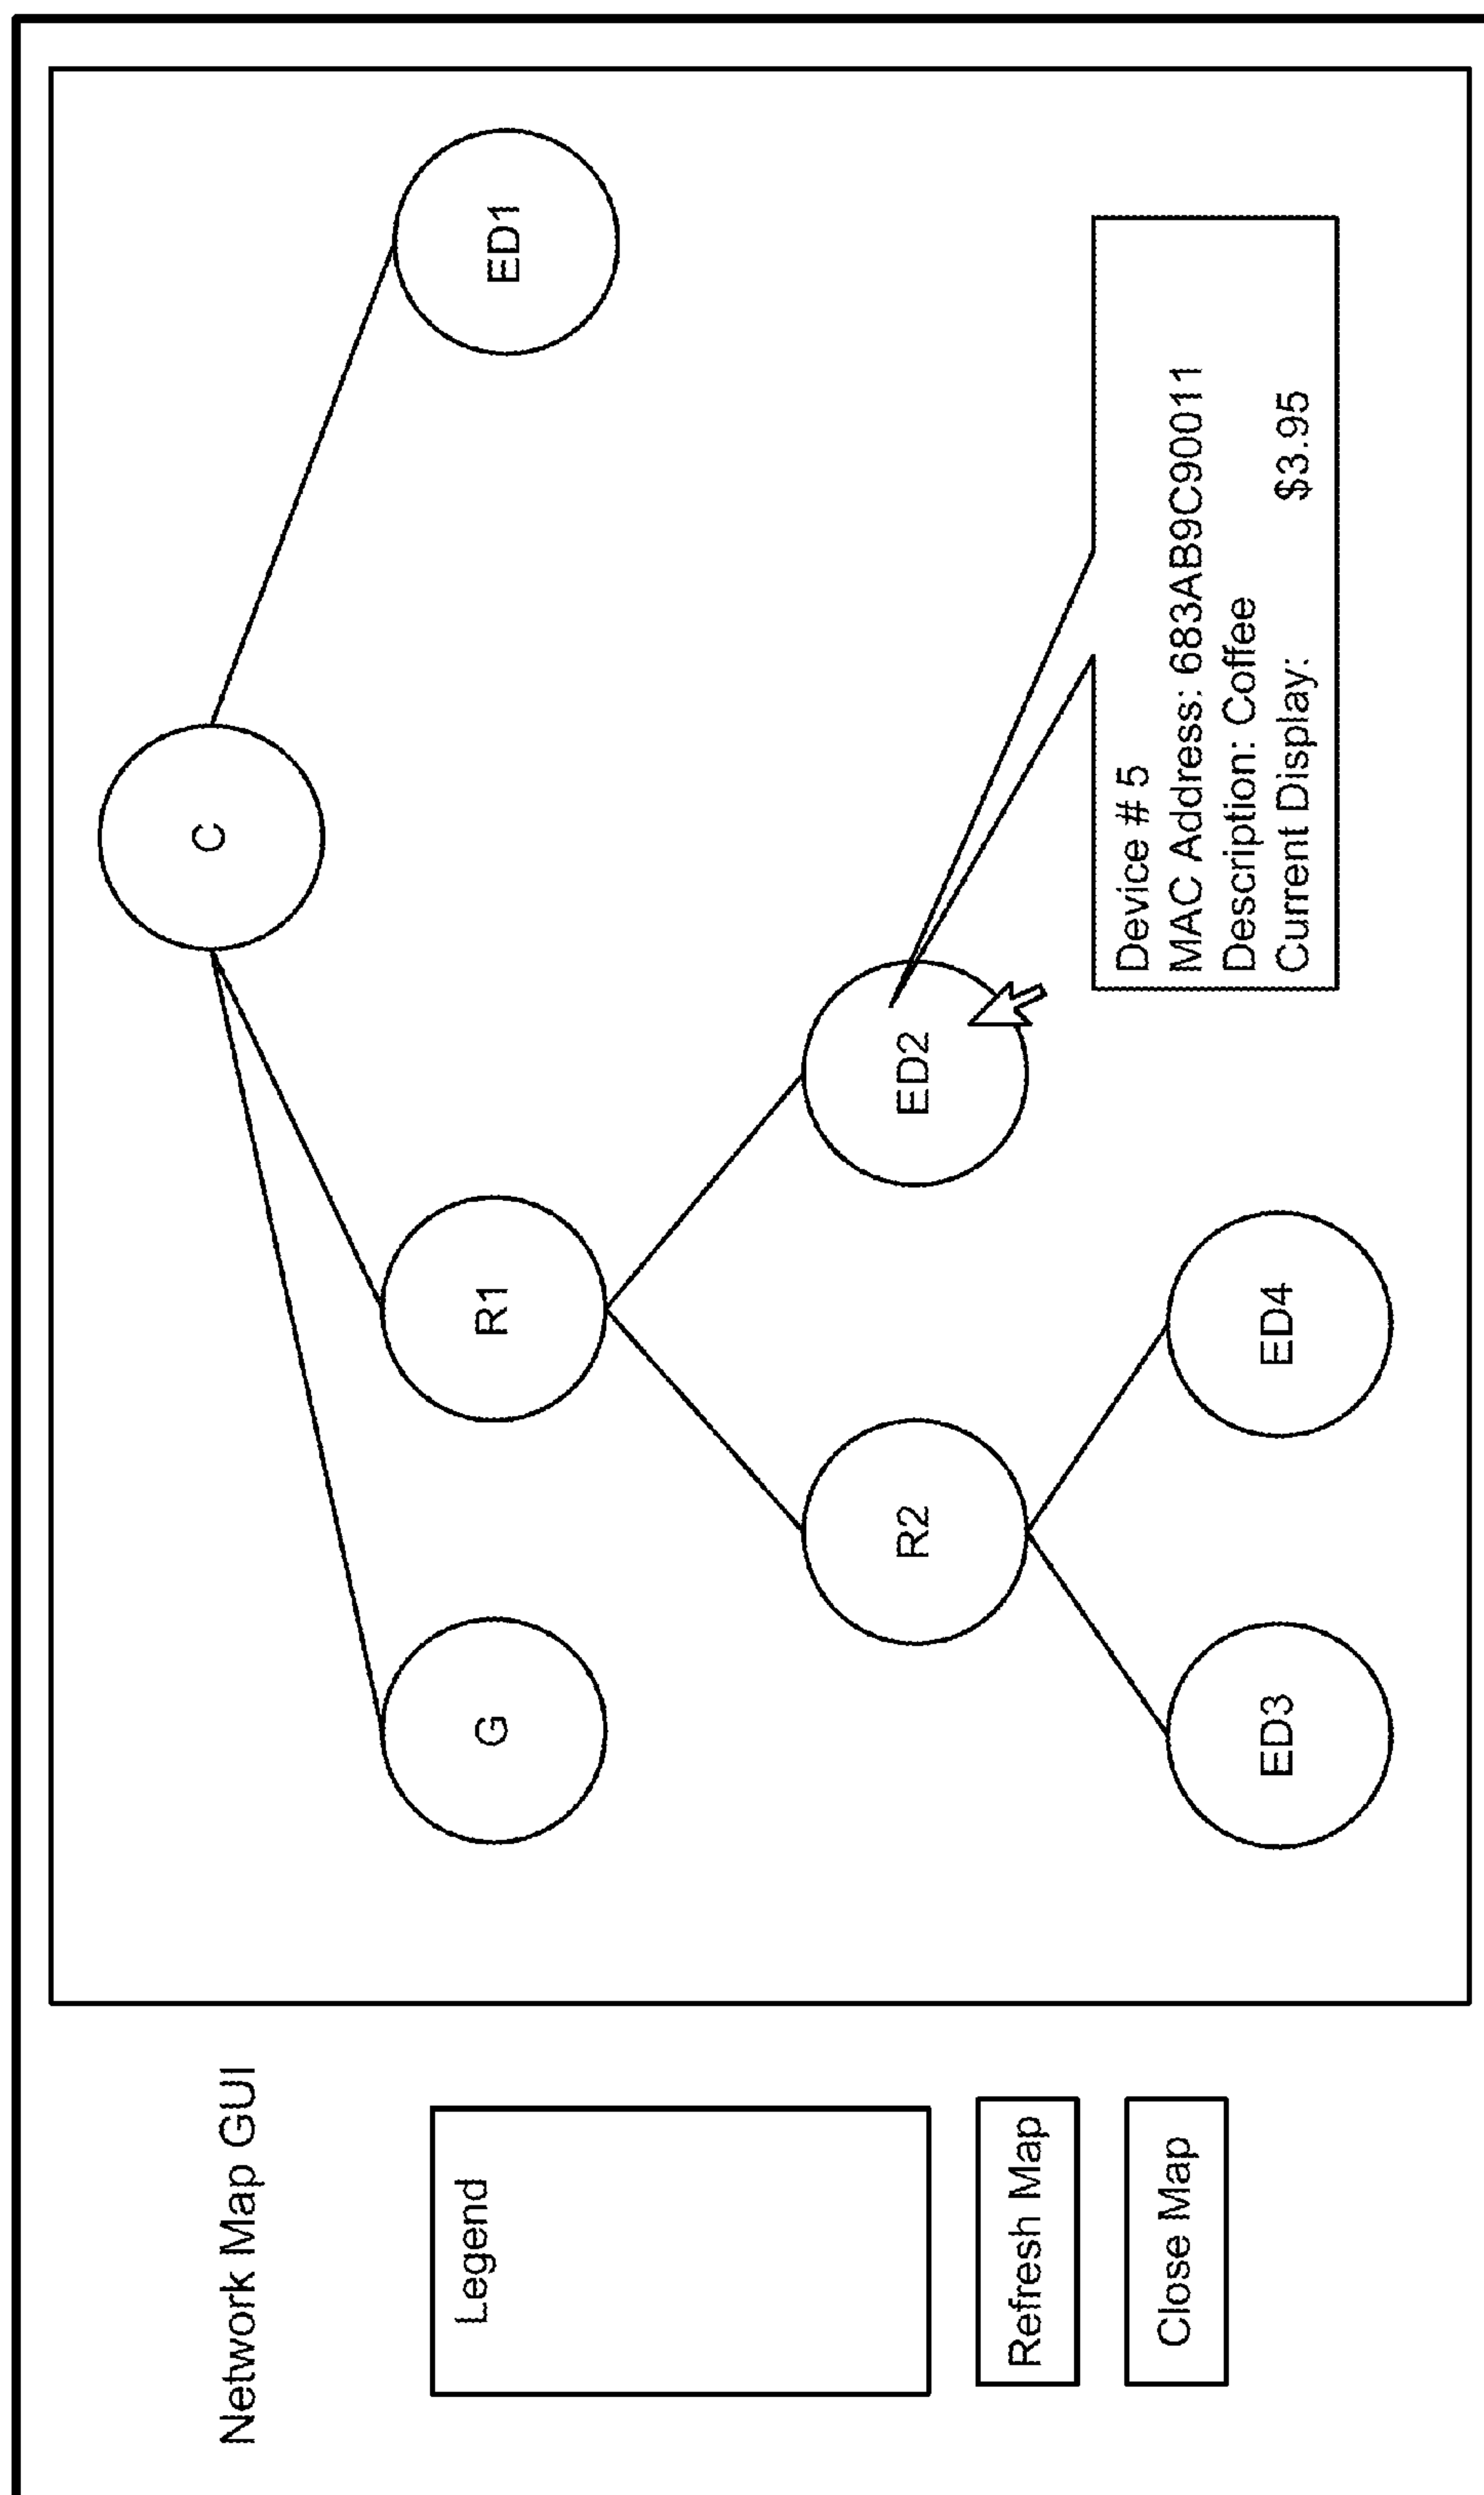 Network Map GUI
Legend
Refresh Map
Close Map
C
G
R1
ED1
R2
ED2
ED3
ED4
Device # 5
MAC Address: 683AB9C90011
Description: Coffee
Current Display: $3.95